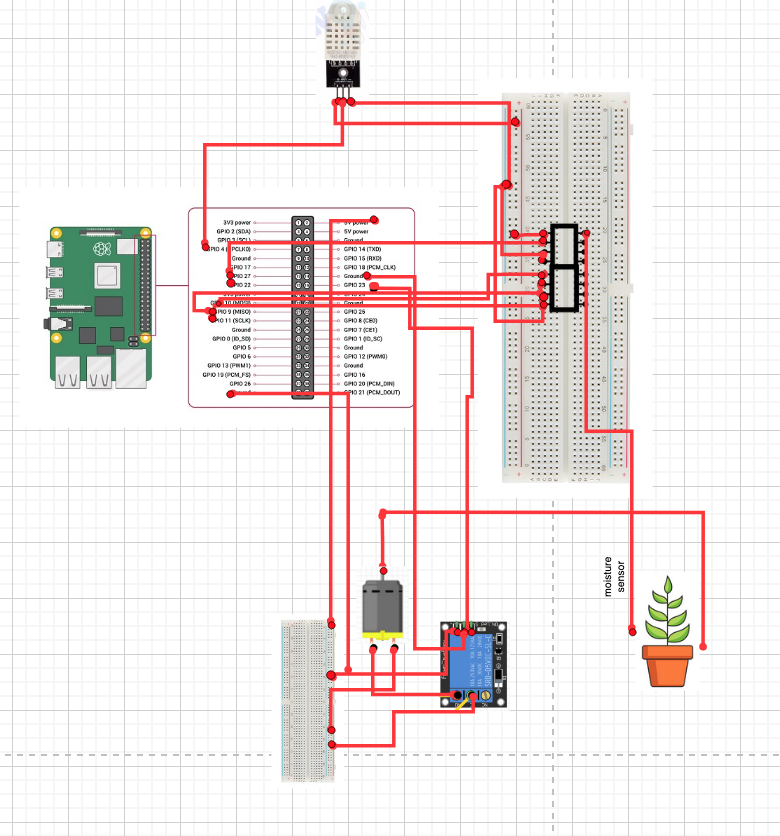 3V3 power
5V power
GPIO 2 (SDA)
5V power
GPIO 3 (SCL)
Ground
GPIO 4 (
PCLK0)
GPIO 14 (TXD)
Ground
GPIO 15 (RXD)
GPIO 17
GPIO 18 (PCM_CLK)
GPIO 27
Ground
GPIO 22
GPIO 23
GPIO 10 (MOSI)
Ground
GPIO 9 (MISO)
GPIO 25
GPIO 11 (SCLK)
GPIO 8 (CE0)
Ground
GPIO 7 (CE1)
GPIO 0 (ID_SD)
GPIO 1 (ID_SC)
GPIO 5
Ground
GPIO 6
GPIO 12 (PWM0)
GPIO 13 (PWM1)
Ground
GPIO 19 (PCM_FS)
GPIO 16
GPIO 26
GPIO 20 (PCM_DIN)
GPIO 21 (PCM_DOUT)
moisture
sensor